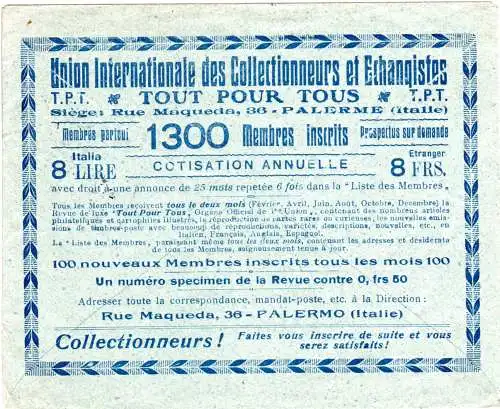 Union Internationale des Collectionneurs et Echangistes
T.P.T. TOUT POUR TOUS T.P.T.
Siège: Rue Maqueda, 36 - PALERME (Italie)
Membres partout 1300 Membres inscrits Prospectus sur demande
Italia 8 LIRE COTISATION ANNUELLE Etranger 8 FRS.
avec droit à une annonce de 25 mots repetée 6 fois dans la "Liste des Membres„
Tous les Membres reçoivent tous le deux mois (Février, Avril, Juin, Août, Octobre, Decembre) la
Revue de luxe "Tout Pour Tous„ Organe Officiel de l'"Union„ contenant des nombreux articles
philatéliques et cartophiles illustrés, la réproduction de cartes rares ou curieuses, les nouvelles emis-
sions de timbres-poste avec beaucoup de réproductions, variétés, descriptions, nouvelles, etc., en
Italien, Français, Anglais, Espagnol.
La "Liste des Membres„ paraisant même tous les deux mois, contenant les adresses et desiderata
de tous les Membres, soigneusement tenue à jour.
100 nouveaux Membres inscrits tous les mois 100
Un numéro specimen de la Revue contre 0, frs 50
Adresser toute la correspondance, mandat-poste, etc. à la Direction:
Rue Maqueda, 36 - PALERMO (Italie)
Collectionneurs! Faites vous inscrire de suite et vous
serez satisfaits!